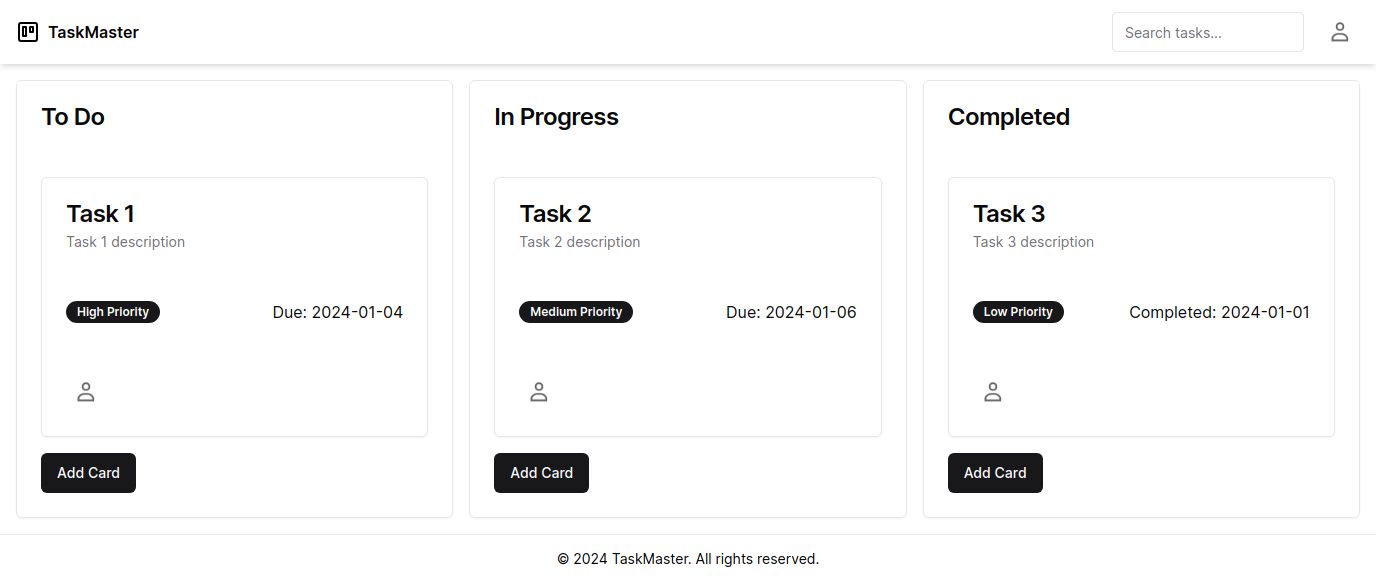 TaskMaster
Search tasks...
To Do
Task 1
Task 1 description
High Priority
Due: 2024-01-04
Add Card
In Progress
Task 2
Task 2 description
Medium Priority
Due: 2024-01-06
Add Card
Completed
Task 3
Task 3 description
Low Priority
Completed: 2024-01-01
Add Card
© 2024 TaskMaster. All rights reserved.